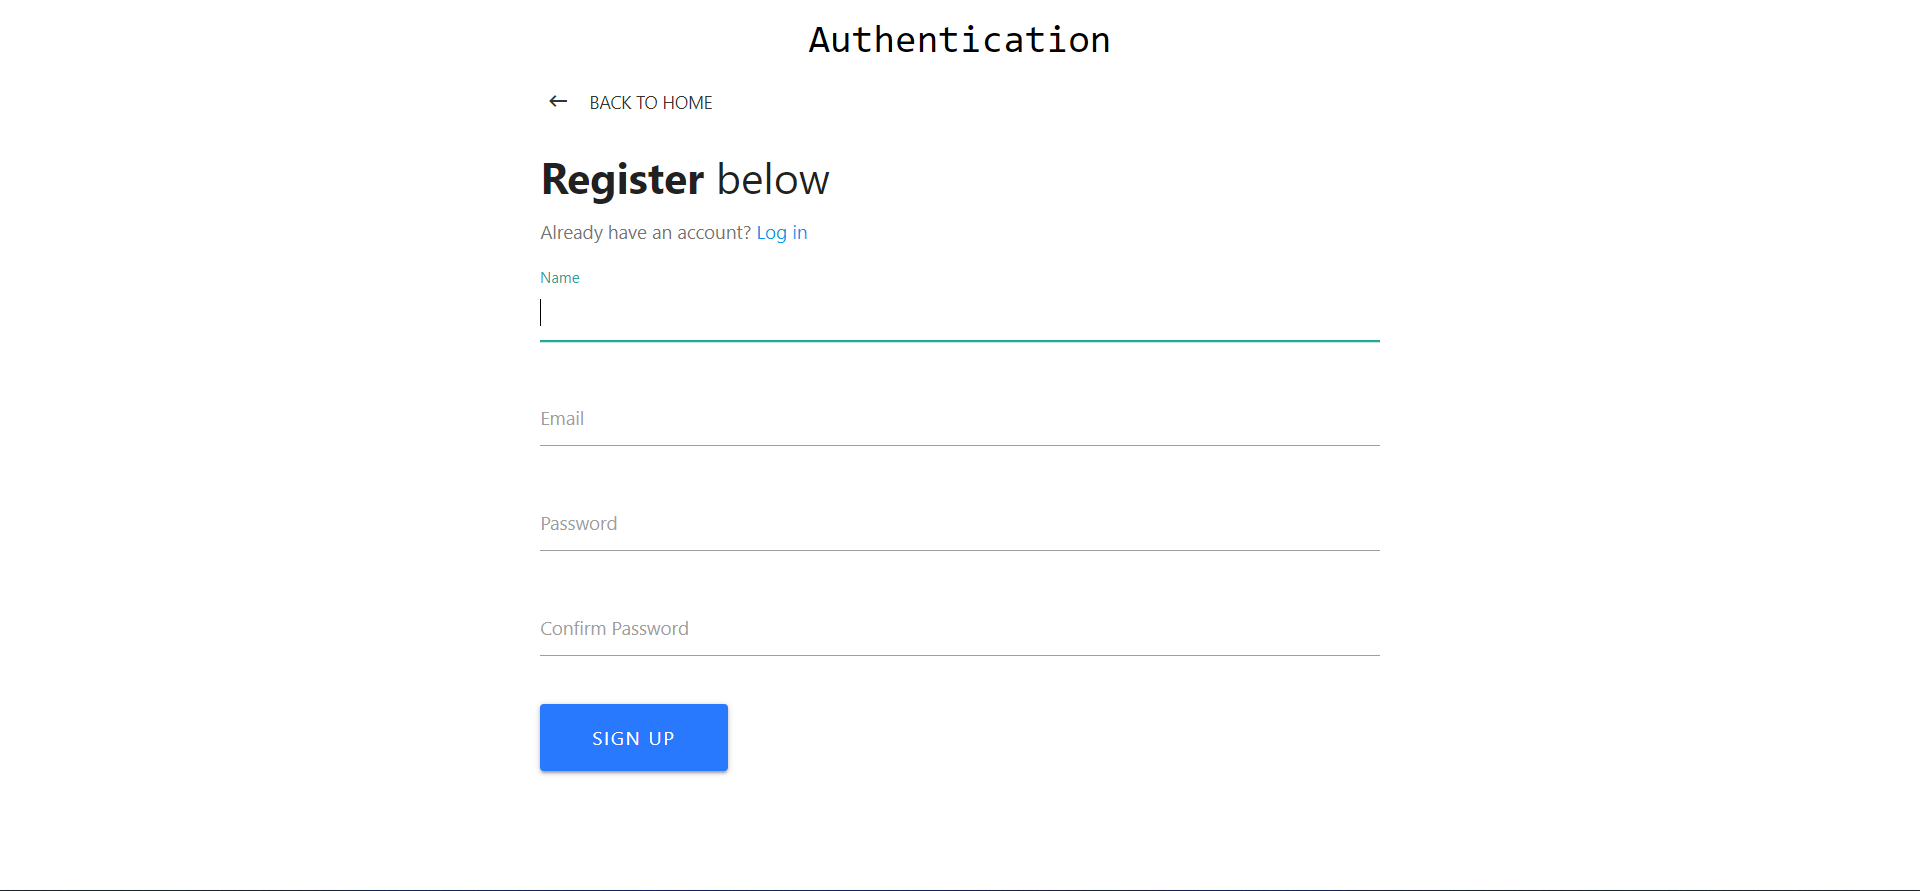 Authentication
BACK TO HOME
Register below
Already have an account? Log in
Name
Email
Password
Confirm Password
SIGN UP